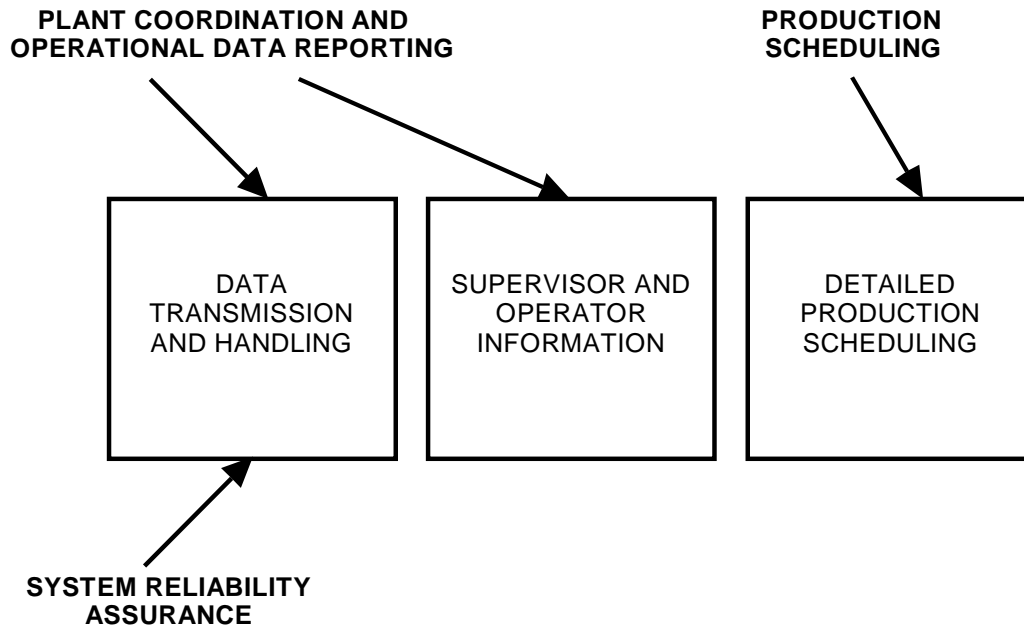 PLANT COORDINATION AND
OPERATIONAL DATA REPORTING
PRODUCTION
SCHEDULING
DATA
TRANSMISSION
AND HANDLING
SUPERVISOR AND
OPERATOR
INFORMATION
DETAILED
PRODUCTION
SCHEDULING
SYSTEM RELIABILITY
ASSURANCE